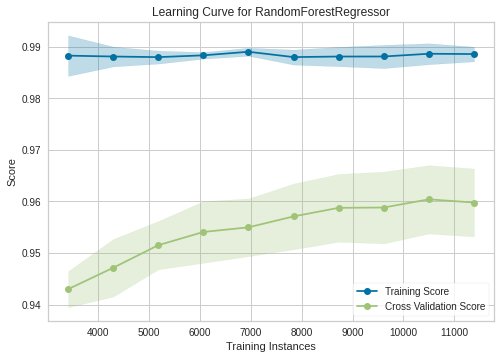 Learning Curve for RandomForestRegressor
0.99
0.98
0.97
0.96
0.95
0.94
Score
4000 5000 6000 7000 8000 9000 10000 11000
Training Instances
Training Score
Cross Validation Score